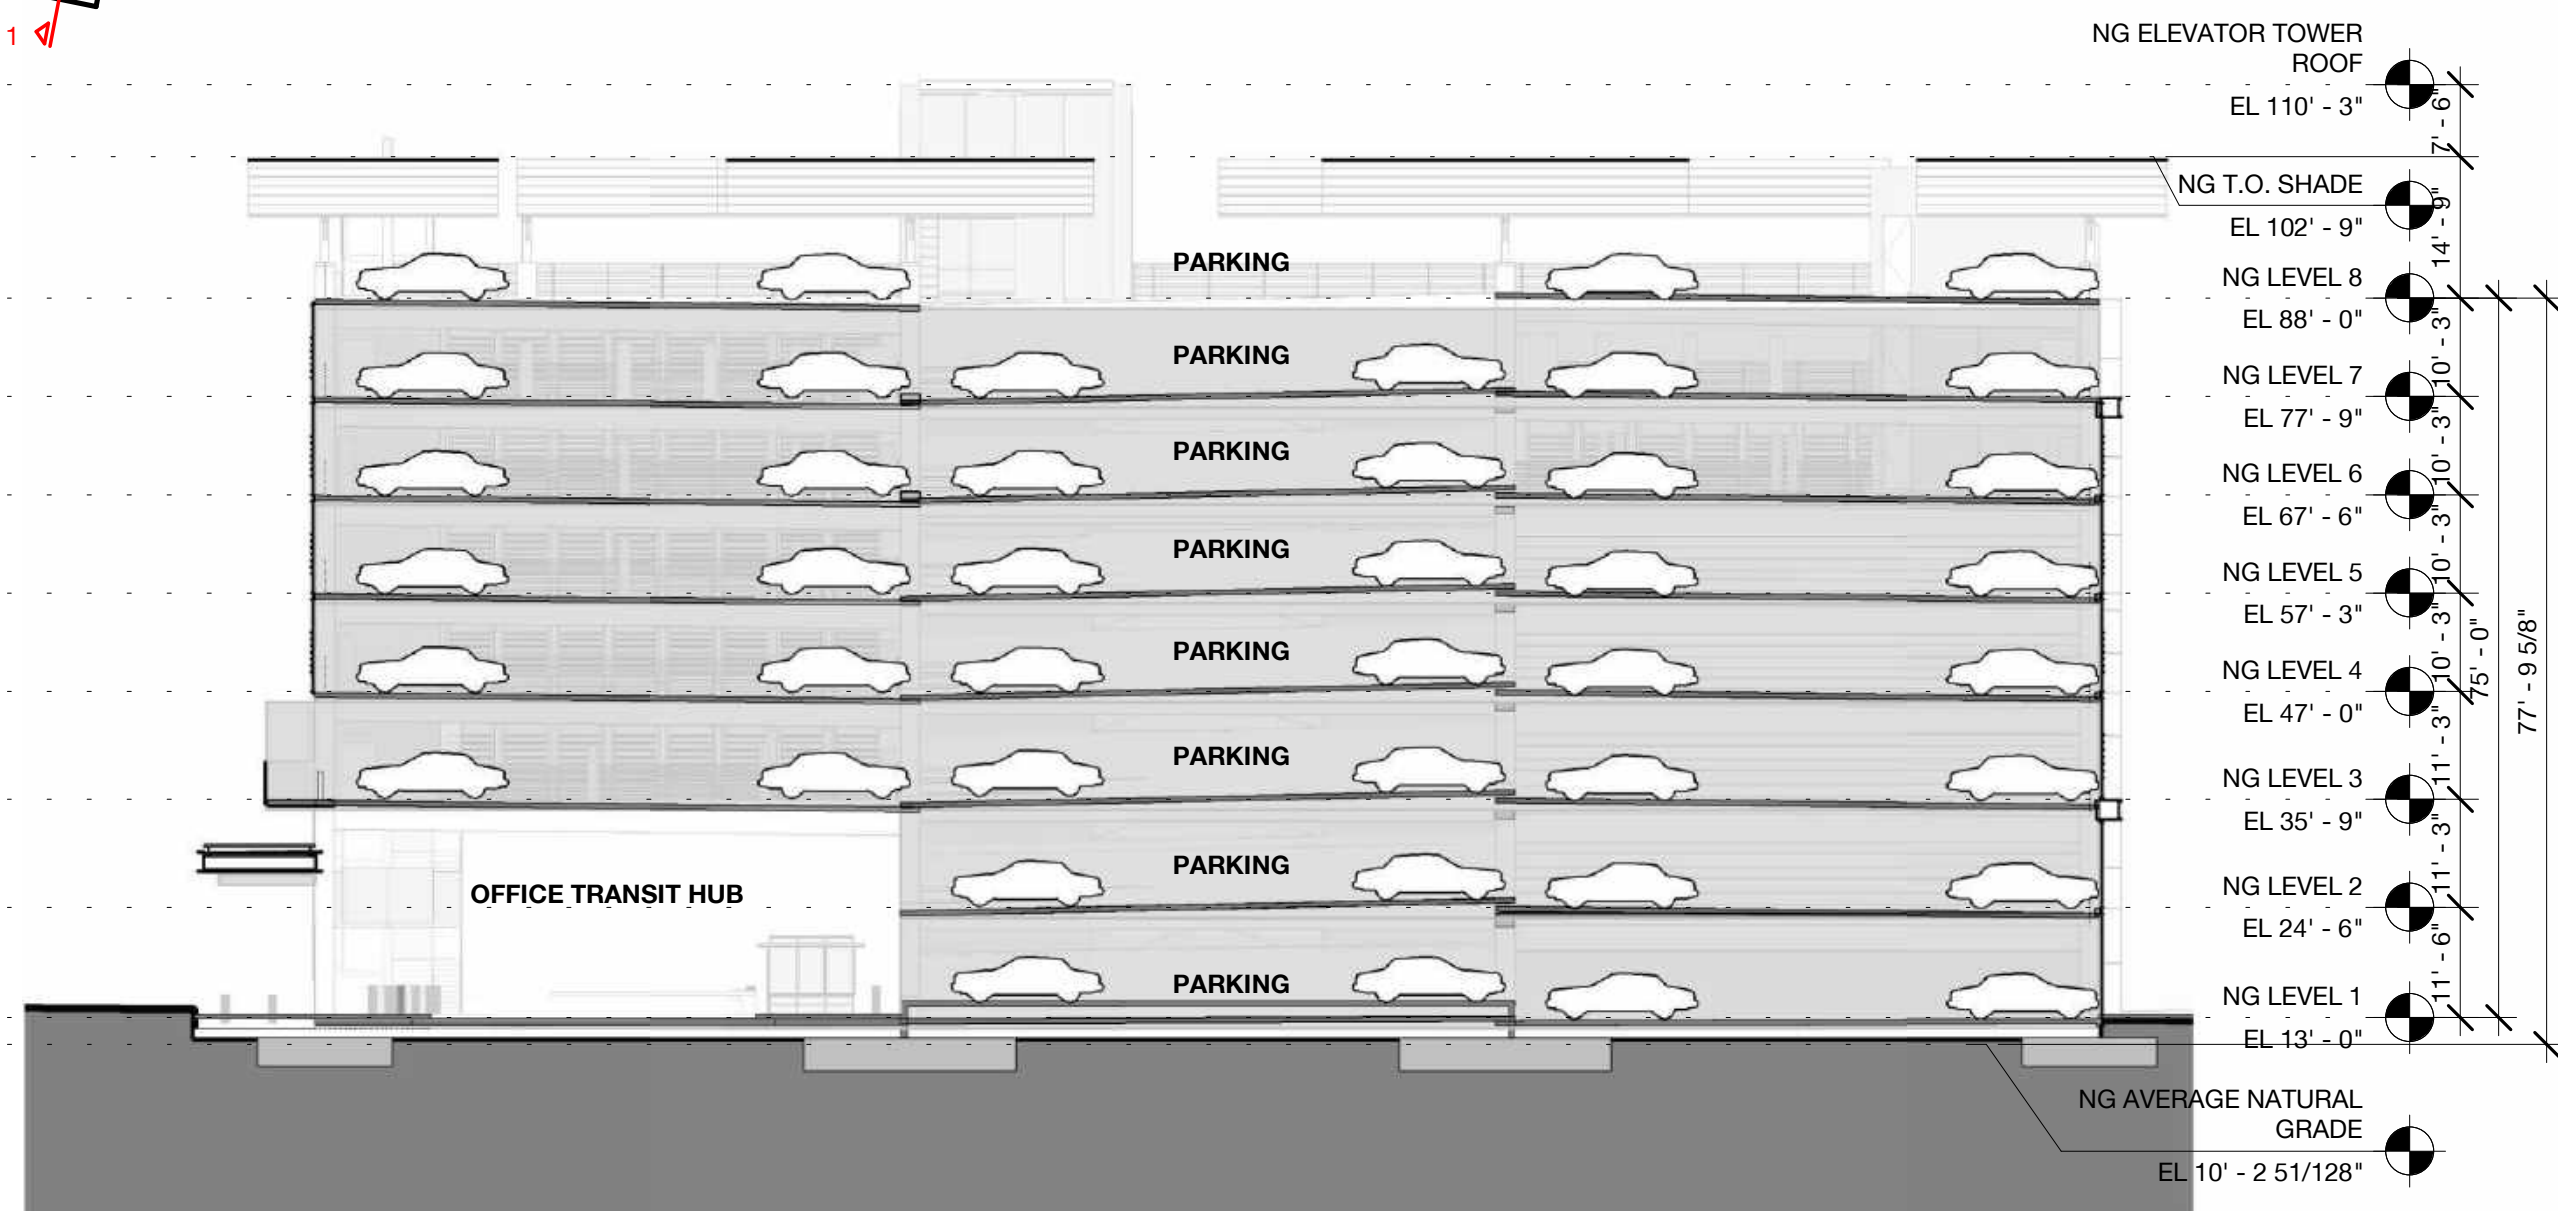 1
NG ELEVATOR TOWER
ROOF
EL 110' - 3"
7' - 6"
NG T.O. SHADE
EL 102' - 9"
14' - 9"
PARKING
NG LEVEL 8
EL 88' - 0"
10' - 3"
PARKING
NG LEVEL 7
EL 77' - 9"
10' - 3"
PARKING
NG LEVEL 6
EL 67' - 6"
10' - 3"
PARKING
NG LEVEL 5
EL 57' - 3"
10' - 3"
PARKING
NG LEVEL 4
EL 47' - 0"
75' - 0"
77' - 9 5/8"
11' - 3"
PARKING
NG LEVEL 3
EL 35' - 9"
11' - 3"
PARKING
OFFICE TRANSIT HUB
NG LEVEL 2
EL 24' - 6"
11' - 6"
PARKING
NG LEVEL 1
EL 13' - 0"
NG AVERAGE NATURAL
GRADE
EL 10' - 2 51/128"